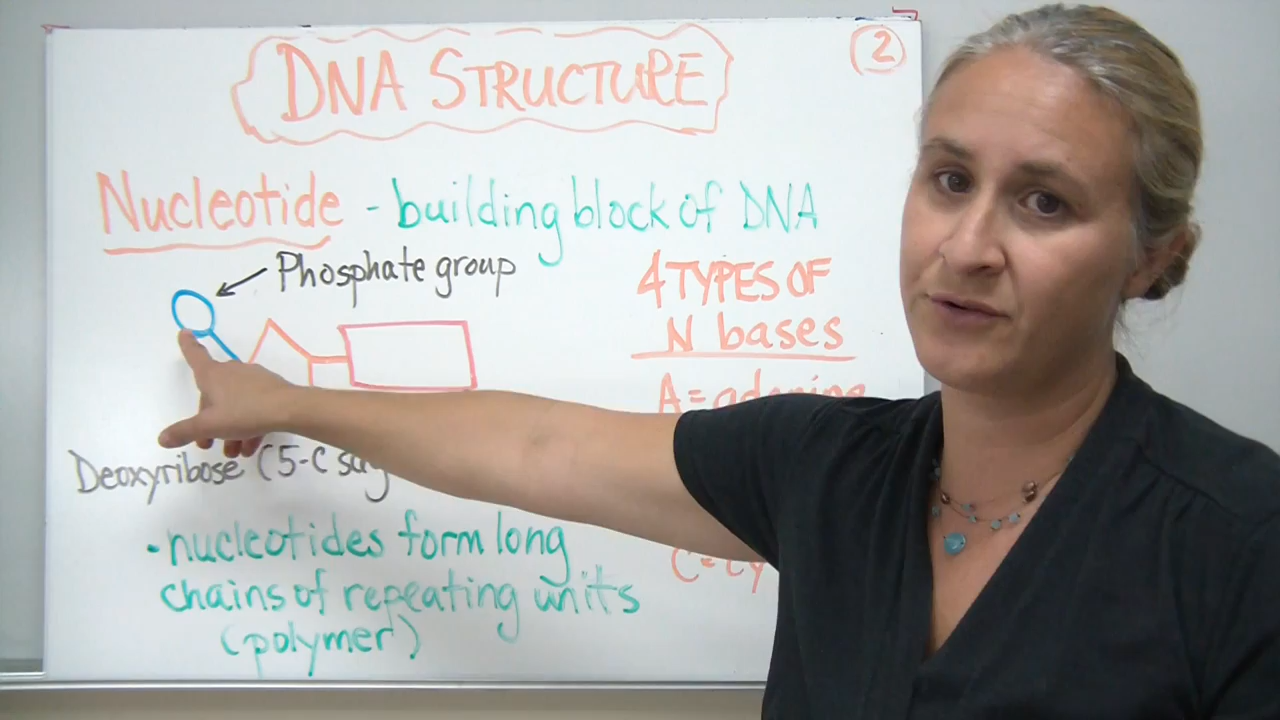 DNA STRUCTURE
2
Nucleotide - building block of DNA
Phosphate group
4 TYPES OF
N bases
A = adenine
Deoxyribose (5-C
• nucleotides form long
chains of repeating units
(polymer)